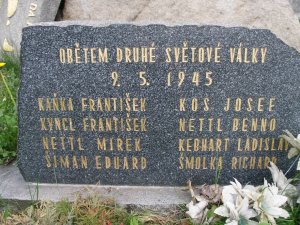 OBĚTEM DRUHÉ SVĚTOVÉ VÁLKY
9. 5. 1945
KAŇKA FRANTIŠEK
KYNCL FRANTIŠEK
NETTL MIREK
ŠIMAN EDUARD
KOS JOSEF
NETTL BENNO
KEBHART LADISLAV
SMOLKA RICHARD